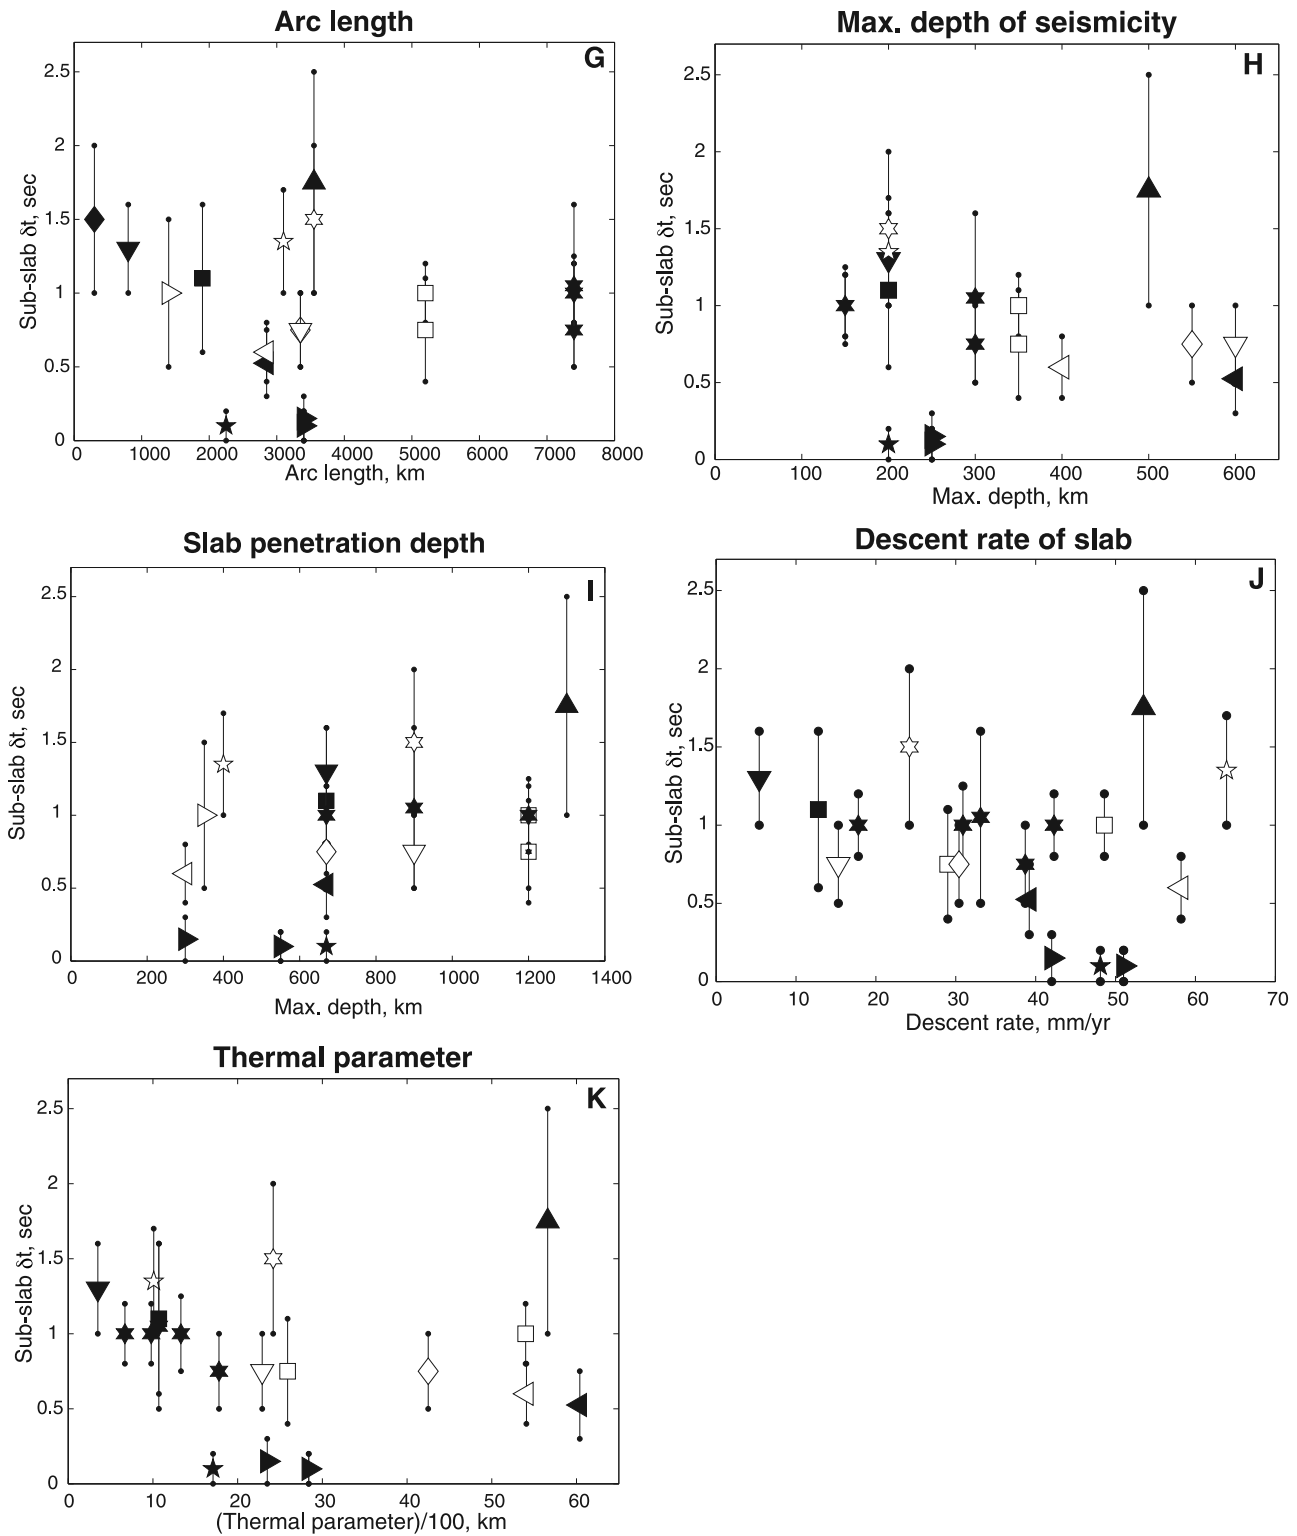 Arc length
G
2.5
2
1.5
1
0.5
0
Sub-slab δt, sec
0 1000 2000 3000 4000 5000 6000 7000 8000
Arc length, km
Max. depth of seismicity
H
2.5
2
1.5
1
0.5
0
Sub-slab δt, sec
100 200 300 400 500 600
Max. depth, km
Slab penetration depth
I
2.5
2
1.5
1
0.5
0
Sub-slab δt, sec
0 200 400 600 800 1000 1200 1400
Max. depth, km
Descent rate of slab
J
2.5
2
1.5
1
0.5
0
Sub-slab δt, sec
0 10 20 30 40 50 60 70
Descent rate, mm/yr
Thermal parameter
K
2.5
2
1.5
1
0.5
0
Sub-slab δt, sec
0 10 20 30 40 50 60
(Thermal parameter)/100, km